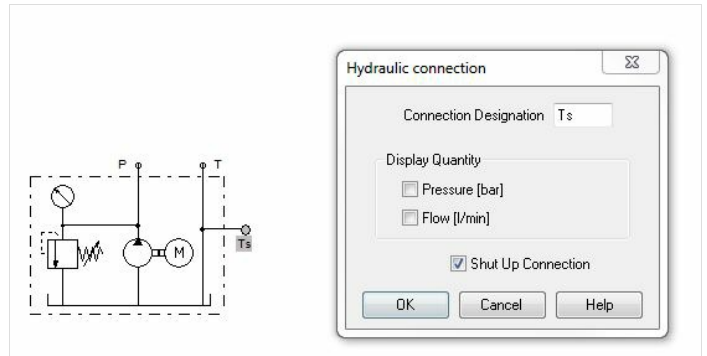 Hydraulic connection
Connection Designation Ts
Display Quantity
Pressure [bar]
Flow [l/min]
Shut Up Connection
OK Cancel Help
P T
Ts
M